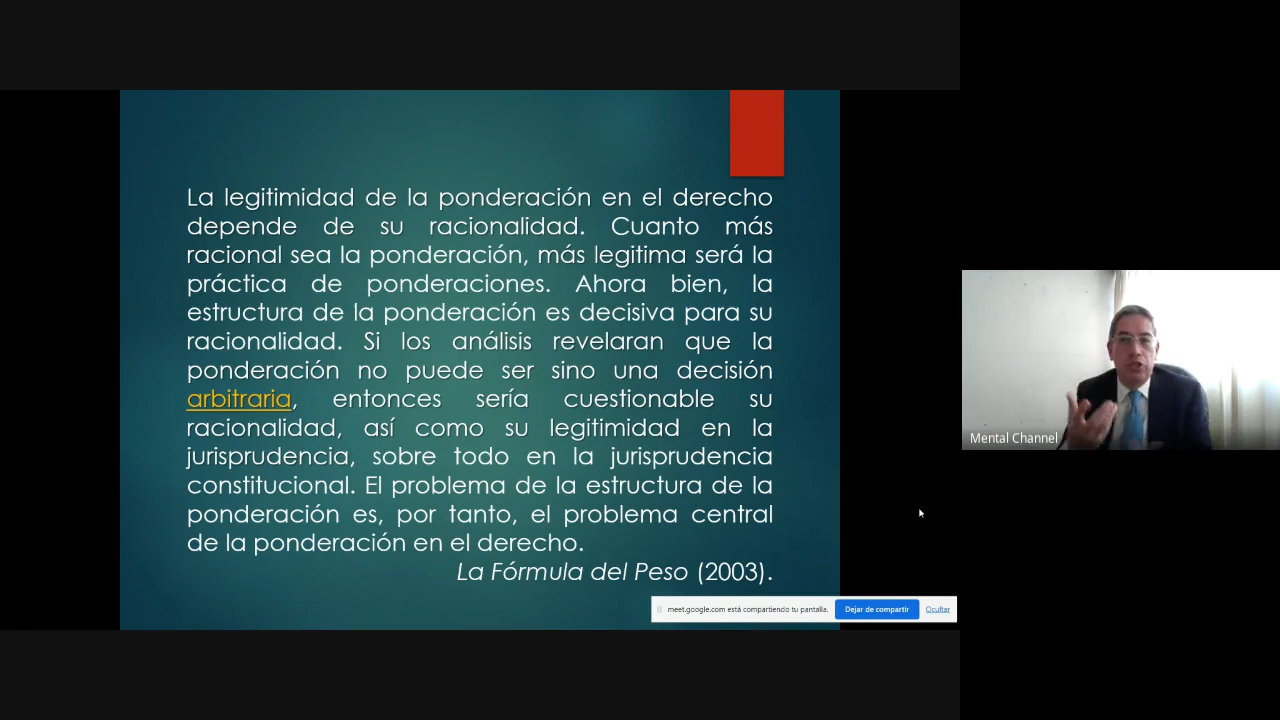 La legitimidad de la ponderación en el derecho
depende de su racionalidad. Cuanto más
racional sea la ponderación, más legitima será la
práctica de ponderaciones. Ahora bien, la
estructura de la ponderación es decisiva para su
racionalidad. Si los análisis revelaran que la
ponderación no puede ser sino una decisión
arbitraria, entonces sería cuestionable su
racionalidad, así como su legitimidad en la
jurisprudencia, sobre todo en la jurisprudencia
constitucional. El problema de la estructura de la
ponderación es, por tanto, el problema central
de la ponderación en el derecho.
La Fórmula del Peso (2003).
meet.google.com está compartiendo tu pantalla. Dejar de compartir Ocultar
Mental Channel